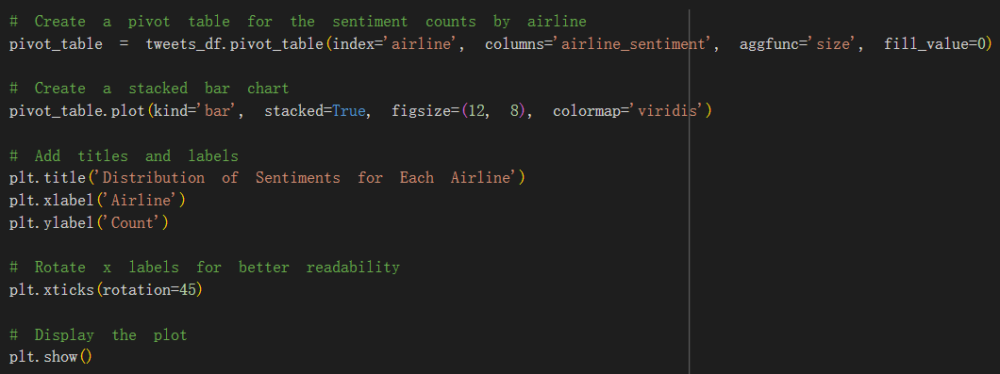 # Create a pivot table for the sentiment counts by airline
pivot_table = tweets_df.pivot_table(index='airline', columns='airline_sentiment', aggfunc='size', fill_value=0)
# Create a stacked bar chart
pivot_table.plot(kind='bar', stacked=True, figsize=(12, 8), colormap='viridis')
# Add titles and labels
plt.title('Distribution of Sentiments for Each Airline')
plt.xlabel('Airline')
plt.ylabel('Count')
# Rotate x labels for better readability
plt.xticks(rotation=45)
# Display the plot
plt.show()